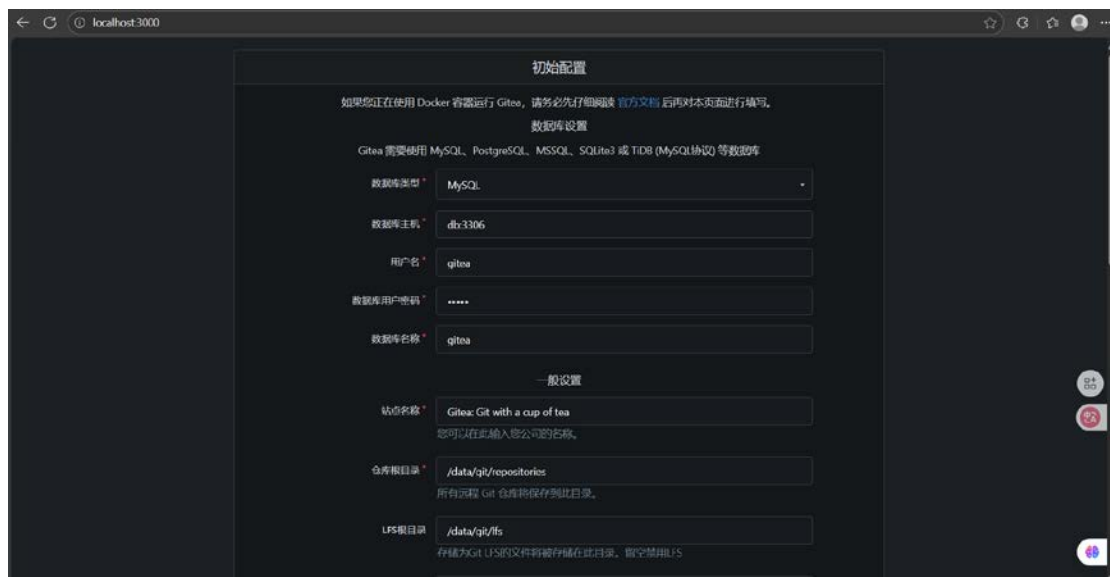 localhost:3000
初始配置
如果您正在使用 Docker 容器运行 Gitea，请务必先仔细阅读 官方文档 后再对本页面进行填写。
数据库设置
Gitea 需要使用 MySQL、PostgreSQL、MSSQL、SQLite3 或 TiDB (MySQL协议) 等数据库
数据库类型* MySQL
数据库主机* db:3306
用户名* gitea
数据库用户密码* •••••
数据库名称* gitea
一般设置
站点名称* Gitea: Git with a cup of tea
您可以在此输入您公司的名称。
仓库根目录* /data/git/repositories
所有远程 Git 仓库将保存到此目录。
LFS根目录 /data/git/lfs
存储为Git LFS的文件将被存储在此目录。留空禁用LFS